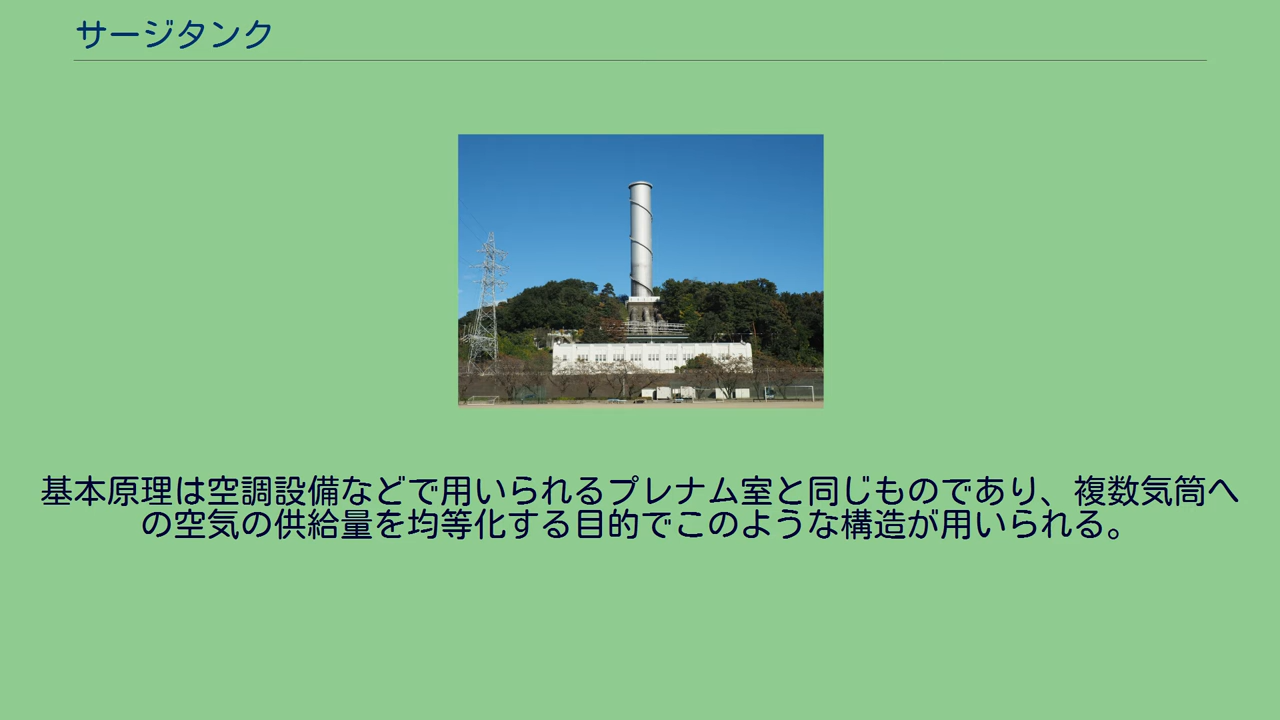 サージタンク
基本原理は空調設備などで用いられるプレナム室と同じものであり、複数気筒へ
の空気の供給量を均等化する目的でこのような構造が用いられる。